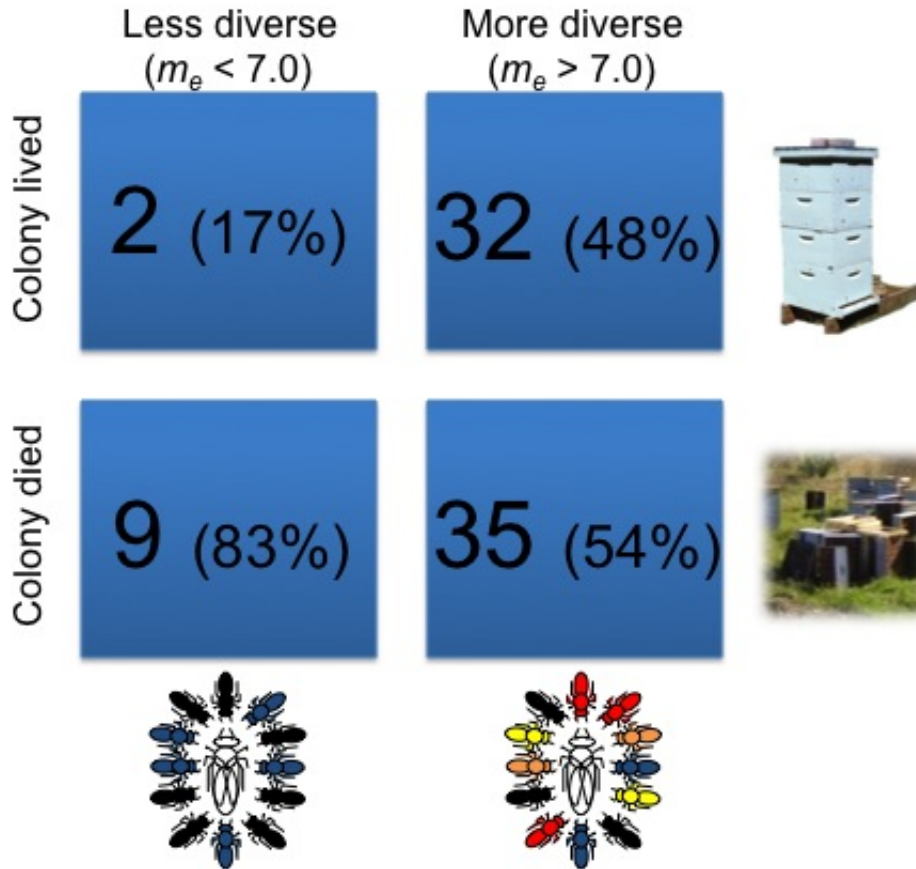 Less diverse
(mₑ < 7.0)
More diverse
(mₑ > 7.0)
Colony lived
2 (17%)
32 (48%)
Colony died
9 (83%)
35 (54%)